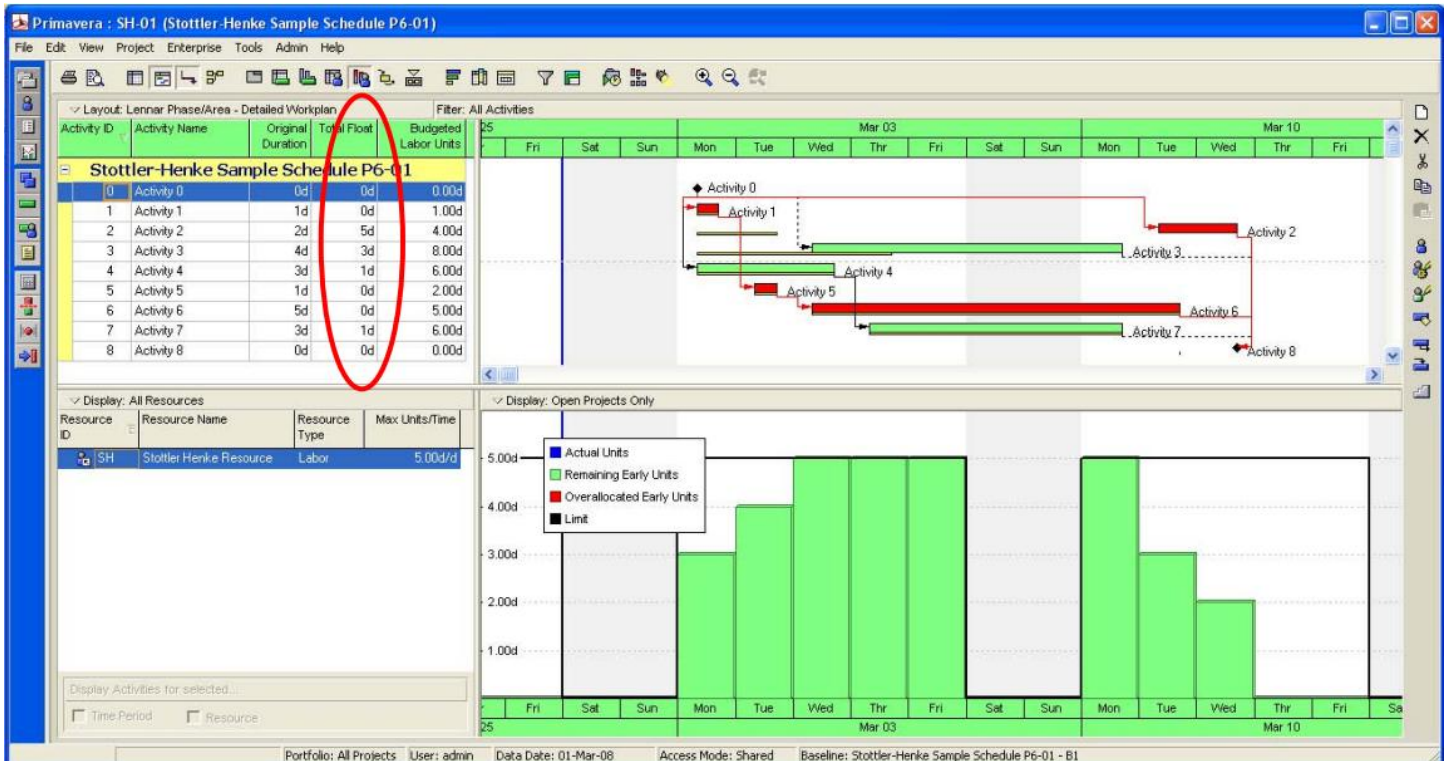 Primavera : SH-01 (Stottler-Henke Sample Schedule P6-01)
File Edit View Project Enterprise Tools Admin Help
Layout: Lennar Phase/Area - Detailed Workplan Filter: All Activities
Activity ID Activity Name Original Duration Total Float Budgeted Labor Units
Stottler-Henke Sample Schedule P6-01
0 Activity 0 0d 0d 0.00d
1 Activity 1 1d 0d 1.00d
2 Activity 2 2d 5d 4.00d
3 Activity 3 4d 3d 8.00d
4 Activity 4 3d 1d 6.00d
5 Activity 5 1d 0d 2.00d
6 Activity 6 5d 0d 5.00d
7 Activity 7 3d 1d 6.00d
8 Activity 8 0d 0d 0.00d
25 Mar 03 Mar 10
Fri Sat Sun Mon Tue Wed Thr Fri Sat Sun Mon Tue Wed Thr Fri
Activity 0
Activity 1
Activity 2
Activity 3
Activity 4
Activity 5
Activity 6
Activity 7
Activity 8
Display: All Resources
Resource ID Resource Name Resource Type Max Units/Time
SH Stottler Henke Resource Labor 5.00d/d
Display Activities for selected...
Time Period Resource
Display: Open Projects Only
Actual Units
Remaining Early Units
Overallocated Early Units
Limit
5.00d
4.00d
3.00d
2.00d
1.00d
Fri Sat Sun Mon Tue Wed Thr Fri Sat Sun Mon Tue Wed Thr Fri Sa
25 Mar 03 Mar 10
Portfolio: All Projects User: admin Data Date: 01-Mar-08 Access Mode: Shared Baseline: Stottler-Henke Sample Schedule P6-01 - B1